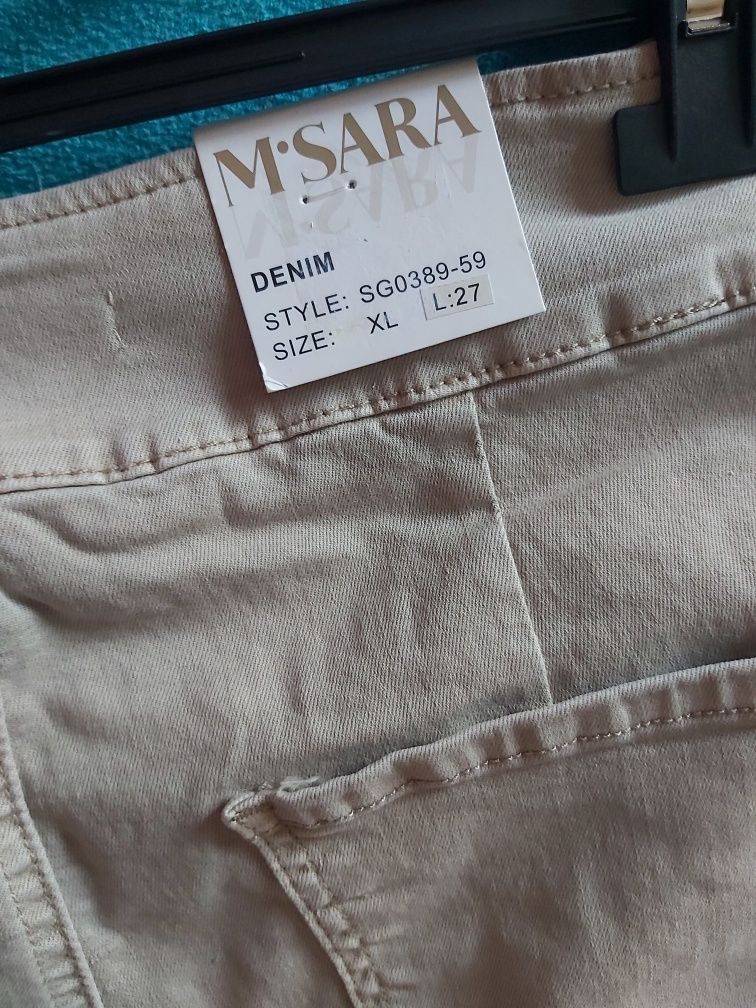 M·SARA
DENIM
STYLE: SG0389-59
SIZE: XL L:27